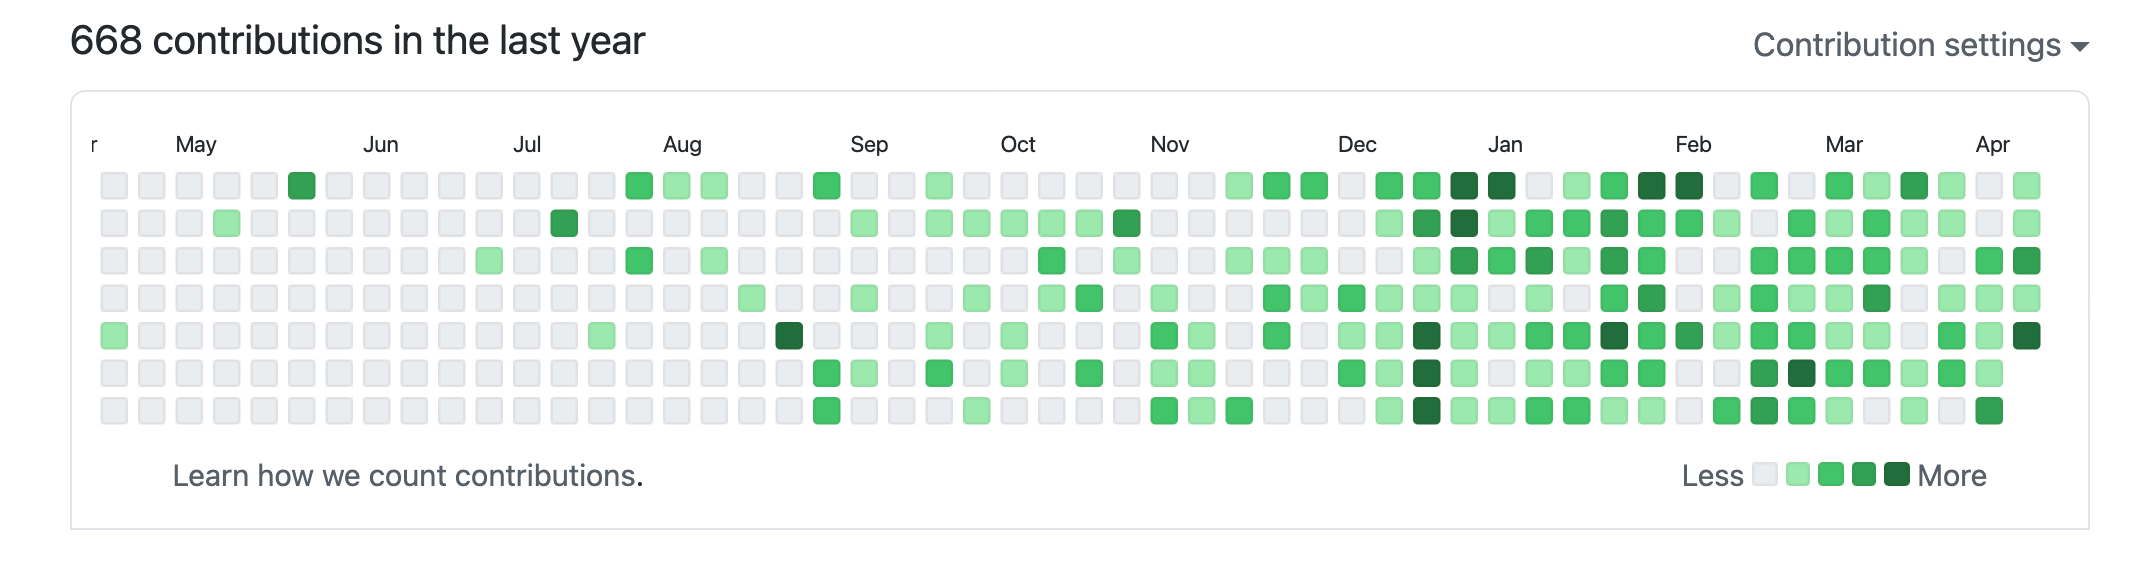 668 contributions in the last year
Contribution settings
r May Jun Jul Aug Sep Oct Nov Dec Jan Feb Mar Apr
Learn how we count contributions.
Less More